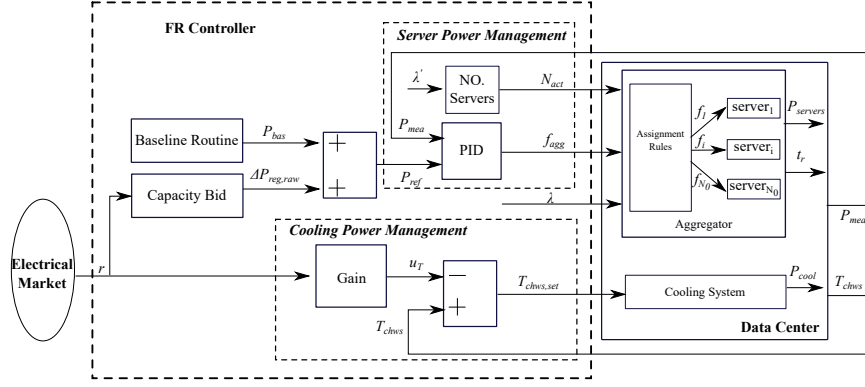 FR Controller
Server Power Management
λ'
NO.
Servers
N_act
Baseline Routine
P_bas
P_mea
PID
f_agg
P_ref
Capacity Bid
ΔP_reg,raw
+
+
λ
Assignment
Rules
f_1
f_i
f_N_0
server_1
server_i
server_N_0
Aggregator
P_servers
t_r
P_mea
Electrical
Market
r
Cooling Power Management
Gain
u_T
−
+
T_chws
T_chws,set
Cooling System
P_cool
T_chws
Data Center